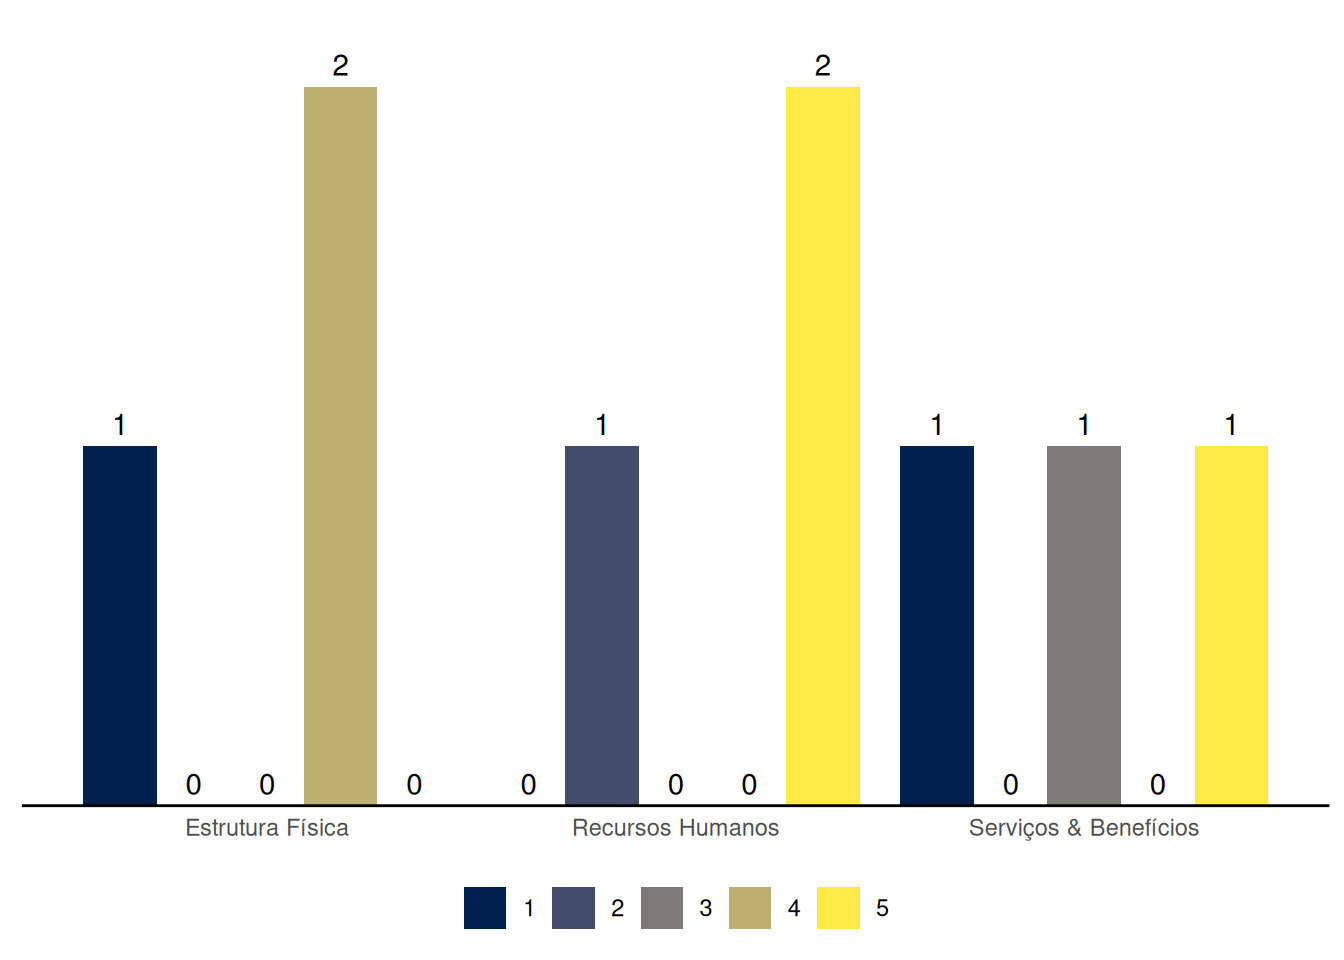 2 2
1 1 1 1 1
0 0 0 0 0 0 0 0
Estrutura Física Recursos Humanos Serviços & Benefícios
1 2 3 4 5